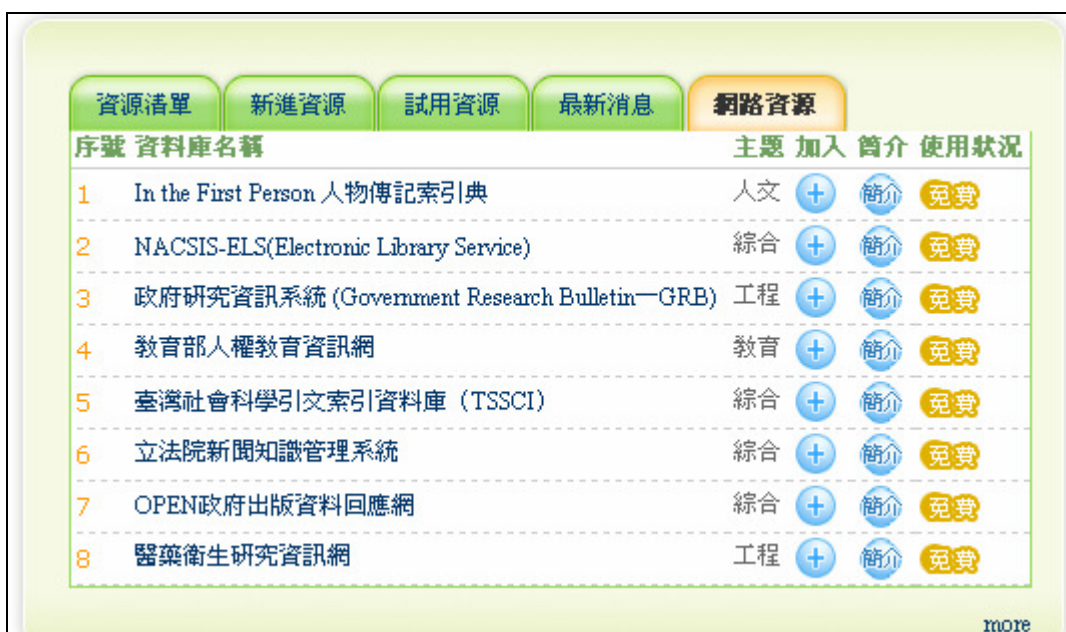 資源清單 新進資源 試用資源 最新消息 網路資源
序號 資料庫名稱 主題 加入 簡介 使用狀況
1 In the First Person 人物傳記索引典 人文 + 簡介 免費
2 NACSIS-ELS(Electronic Library Service) 綜合 + 簡介 免費
3 政府研究資訊系統 (Government Research Bulletin─GRB) 工程 + 簡介 免費
4 教育部人權教育資訊網 教育 + 簡介 免費
5 臺灣社會科學引文索引資料庫（TSSCI） 綜合 + 簡介 免費
6 立法院新聞知識管理系統 綜合 + 簡介 免費
7 OPEN政府出版資料回應網 綜合 + 簡介 免費
8 醫藥衛生研究資訊網 工程 + 簡介 免費
more